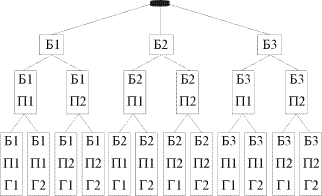 Б1 Б2 Б3
Б1 Б1 Б2 Б2 Б3 Б3
П1 П2 П1 П2 П1 П2
Б1 Б1 Б1 Б1 Б2 Б2 Б2 Б2 Б3 Б3 Б3 Б3
П1 П1 П2 П2 П1 П1 П2 П2 П1 П1 П2 П2
Г1 Г2 Г1 Г2 Г1 Г2 Г1 Г2 Г1 Г2 Г1 Г2